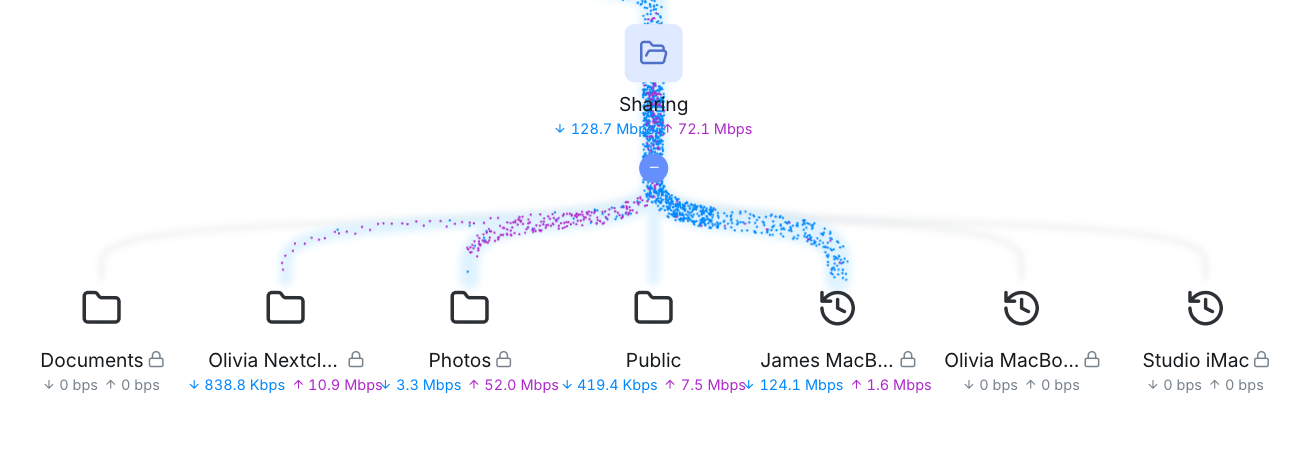 Sharing
↓ 128.7 Mbps ↑ 72.1 Mbps
Documents
↓ 0 bps ↑ 0 bps
Olivia Nextcl...
↓ 838.8 Kbps ↑ 10.9 Mbps
Photos
↓ 3.3 Mbps ↑ 52.0 Mbps
Public
↓ 419.4 Kbps ↑ 7.5 Mbps
James MacB...
↓ 124.1 Mbps ↑ 1.6 Mbps
Olivia MacBo...
↓ 0 bps ↑ 0 bps
Studio iMac
↓ 0 bps ↑ 0 bps